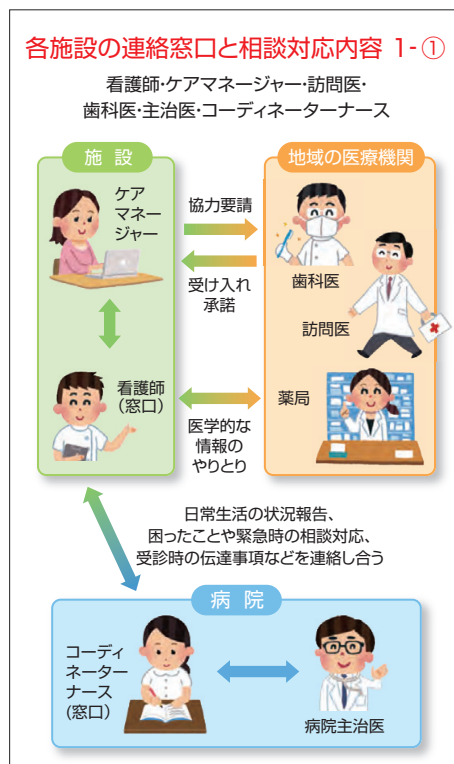 各施設の連絡窓口と相談対応内容 1-①
看護師・ケアマネージャー・訪問医・
歯科医・主治医・コーディネーターナース
施 設
地域の医療機関
ケア
マネー
ジャー
協力要請
受け入れ
承諾
歯科医
訪問医
看護師
(窓口)
医学的な
情報の
やりとり
薬局
日常生活の状況報告、
困ったことや緊急時の相談対応、
受診時の伝達事項などを連絡し合う
病 院
コーディ
ネーター
ナース
(窓口)
病院主治医